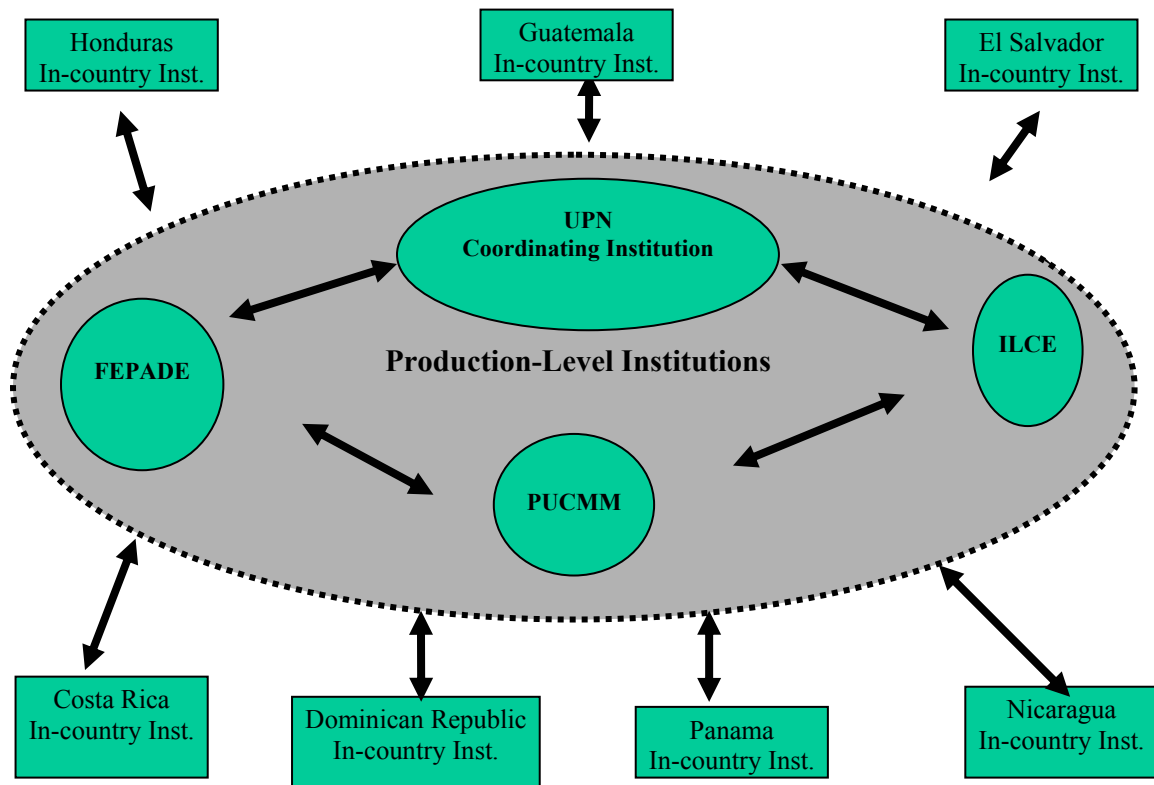 Honduras
In-country Inst.
Guatemala
In-country Inst.
El Salvador
In-country Inst.
UPN
Coordinating Institution
FEPADE
Production-Level Institutions
ILCE
PUCMM
Costa Rica
In-country Inst.
Dominican Republic
In-country Inst.
Panama
In-country Inst.
Nicaragua
In-country Inst.